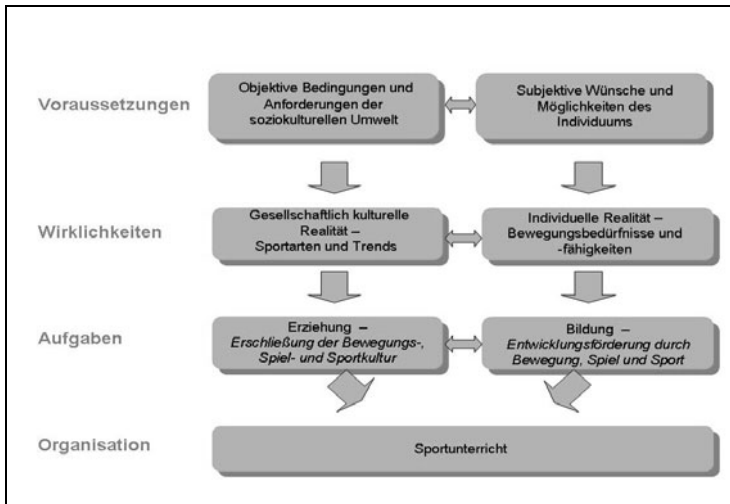 Voraussetzungen
Objektive Bedingungen und
Anforderungen der
soziokulturellen Umwelt
Subjektive Wünsche und
Möglichkeiten des
Individuums
Wirklichkeiten
Gesellschaftlich kulturelle
Realität –
Sportarten und Trends
Individuelle Realität –
Bewegungsbedürfnisse und
-fähigkeiten
Aufgaben
Erziehung –
Erschließung der Bewegungs-,
Spiel- und Sportkultur
Bildung –
Entwicklungsförderung durch
Bewegung, Spiel und Sport
Organisation
Sportunterricht